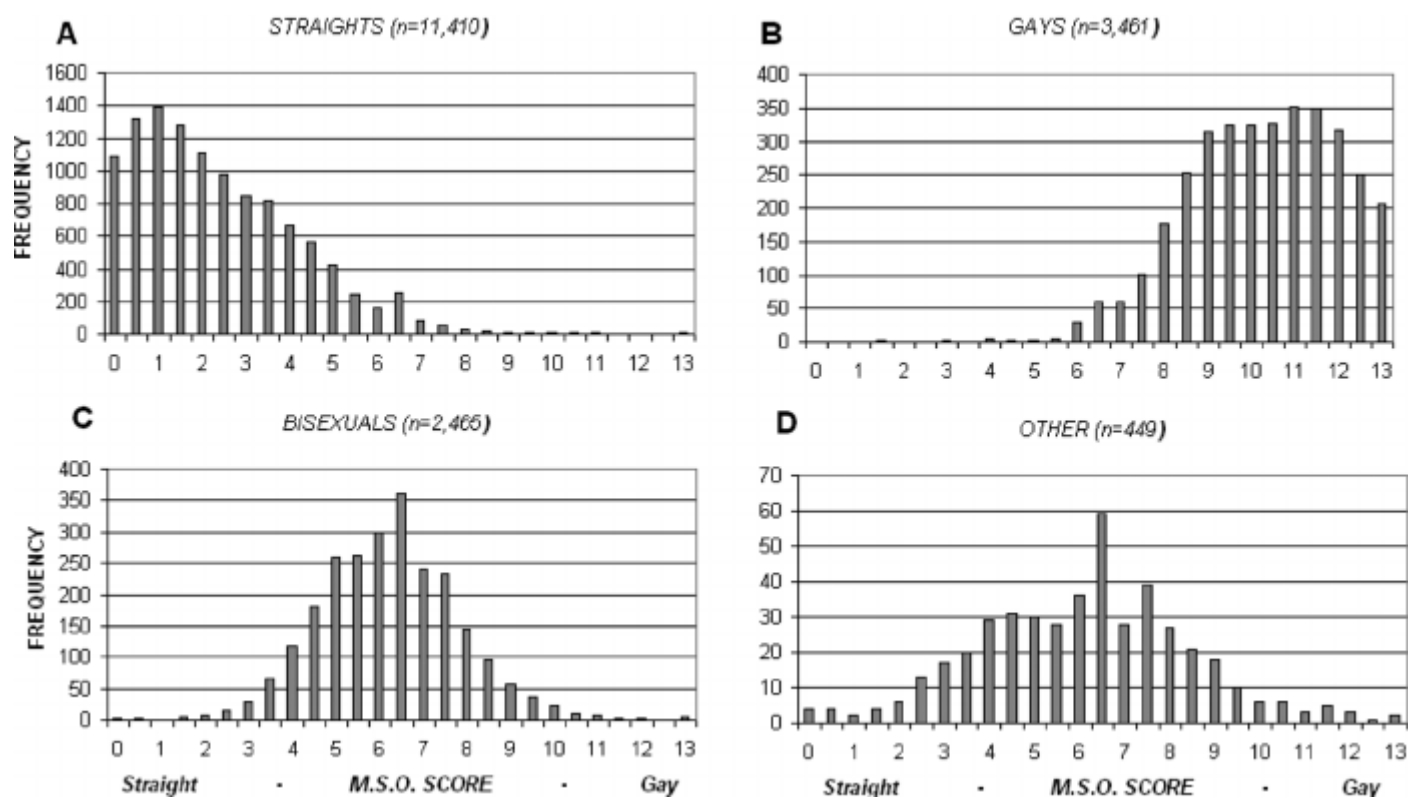 A
STRAIGHTS (n=11,410)
FREQUENCY
1600
1400
1200
1000
800
600
400
200
0
0 1 2 3 4 5 6 7 8 9 10 11 12 13
B
GAYS (n=3,461)
400
350
300
250
200
150
100
50
0
0 1 2 3 4 5 6 7 8 9 10 11 12 13
C
BISEXUALS (n=2,465)
FREQUENCY
400
350
300
250
200
150
100
50
0
0 1 2 3 4 5 6 7 8 9 10 11 12 13
Straight - M.S.O. SCORE - Gay
D
OTHER (n=449)
70
60
50
40
30
20
10
0
0 1 2 3 4 5 6 7 8 9 10 11 12 13
Straight - M.S.O. SCORE - Gay